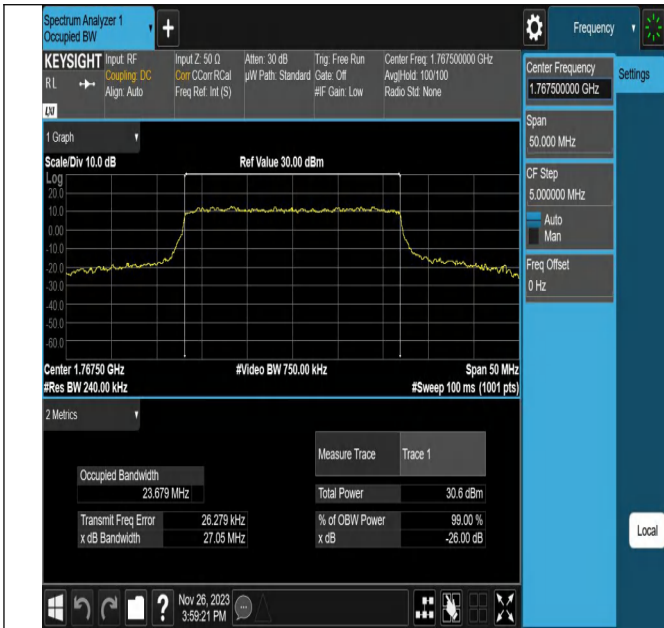 Spectrum Analyzer 1
Occupied BW
Frequency
KEYSIGHT
RL
LXI
Input: RF
Coupling: DC
Align: Auto
Input Z: 50 Ω
Corr CCorr RCal
Freq Ref: Int (S)
Atten: 30 dB
µW Path: Standard
Trig: Free Run
Gate: Off
#IF Gain: Low
Center Freq: 1.767500000 GHz
Avg|Hold: 100/100
Radio Std: None
Center Frequency
1.767500000 GHz
Settings
Span
50.000 MHz
CF Step
5.000000 MHz
Auto
Man
Freq Offset
0 Hz
Local
1 Graph
Scale/Div 10.0 dB
Ref Value 30.00 dBm
Log
20.0
10.0
0.00
-10.0
-20.0
-30.0
-40.0
-50.0
-60.0
Center 1.76750 GHz
#Video BW 750.00 kHz
Span 50 MHz
#Res BW 240.00 kHz
#Sweep 100 ms (1001 pts)
2 Metrics
Measure Trace
Trace 1
Occupied Bandwidth
23.679 MHz
Total Power
30.6 dBm
Transmit Freq Error
26.279 kHz
% of OBW Power
99.00 %
x dB Bandwidth
27.05 MHz
x dB
-26.00 dB
?
Nov 26, 2023
3:59:21 PM